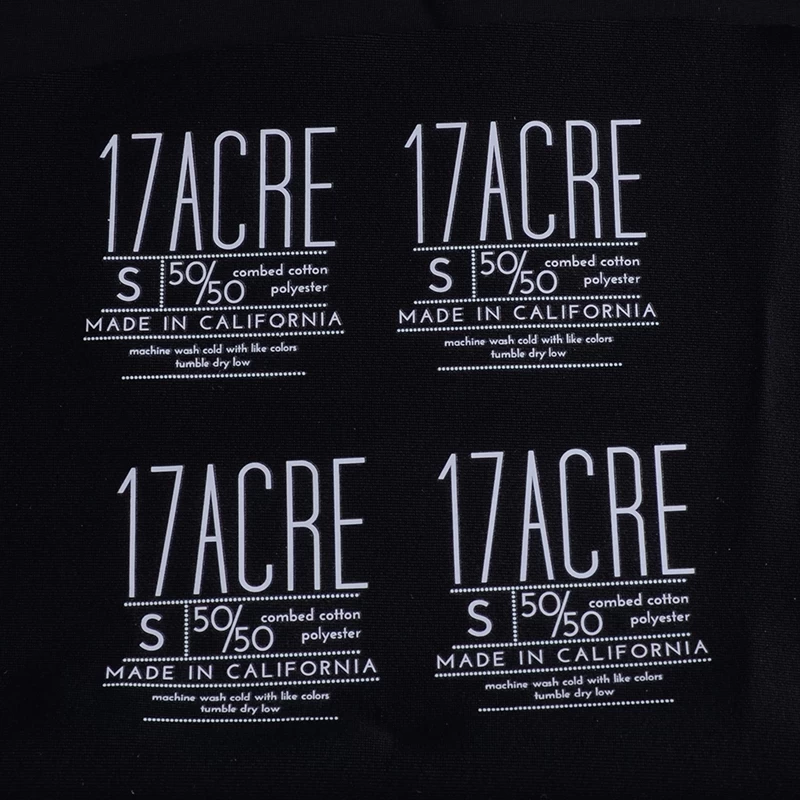 17ACRE
S 50/50 combed cotton
polyester
MADE IN CALIFORNIA
machine wash cold with like colors
tumble dry low
17ACRE
S 50/50 combed cotton
polyester
MADE IN CALIFORNIA
machine wash cold with like colors
tumble dry low
17ACRE
S 50/50 combed cotton
polyester
MADE IN CALIFORNIA
machine wash cold with like colors
tumble dry low
17ACRE
S 50/50 combed cotton
polyester
MADE IN CALIFORNIA
machine wash cold with like colors
tumble dry low